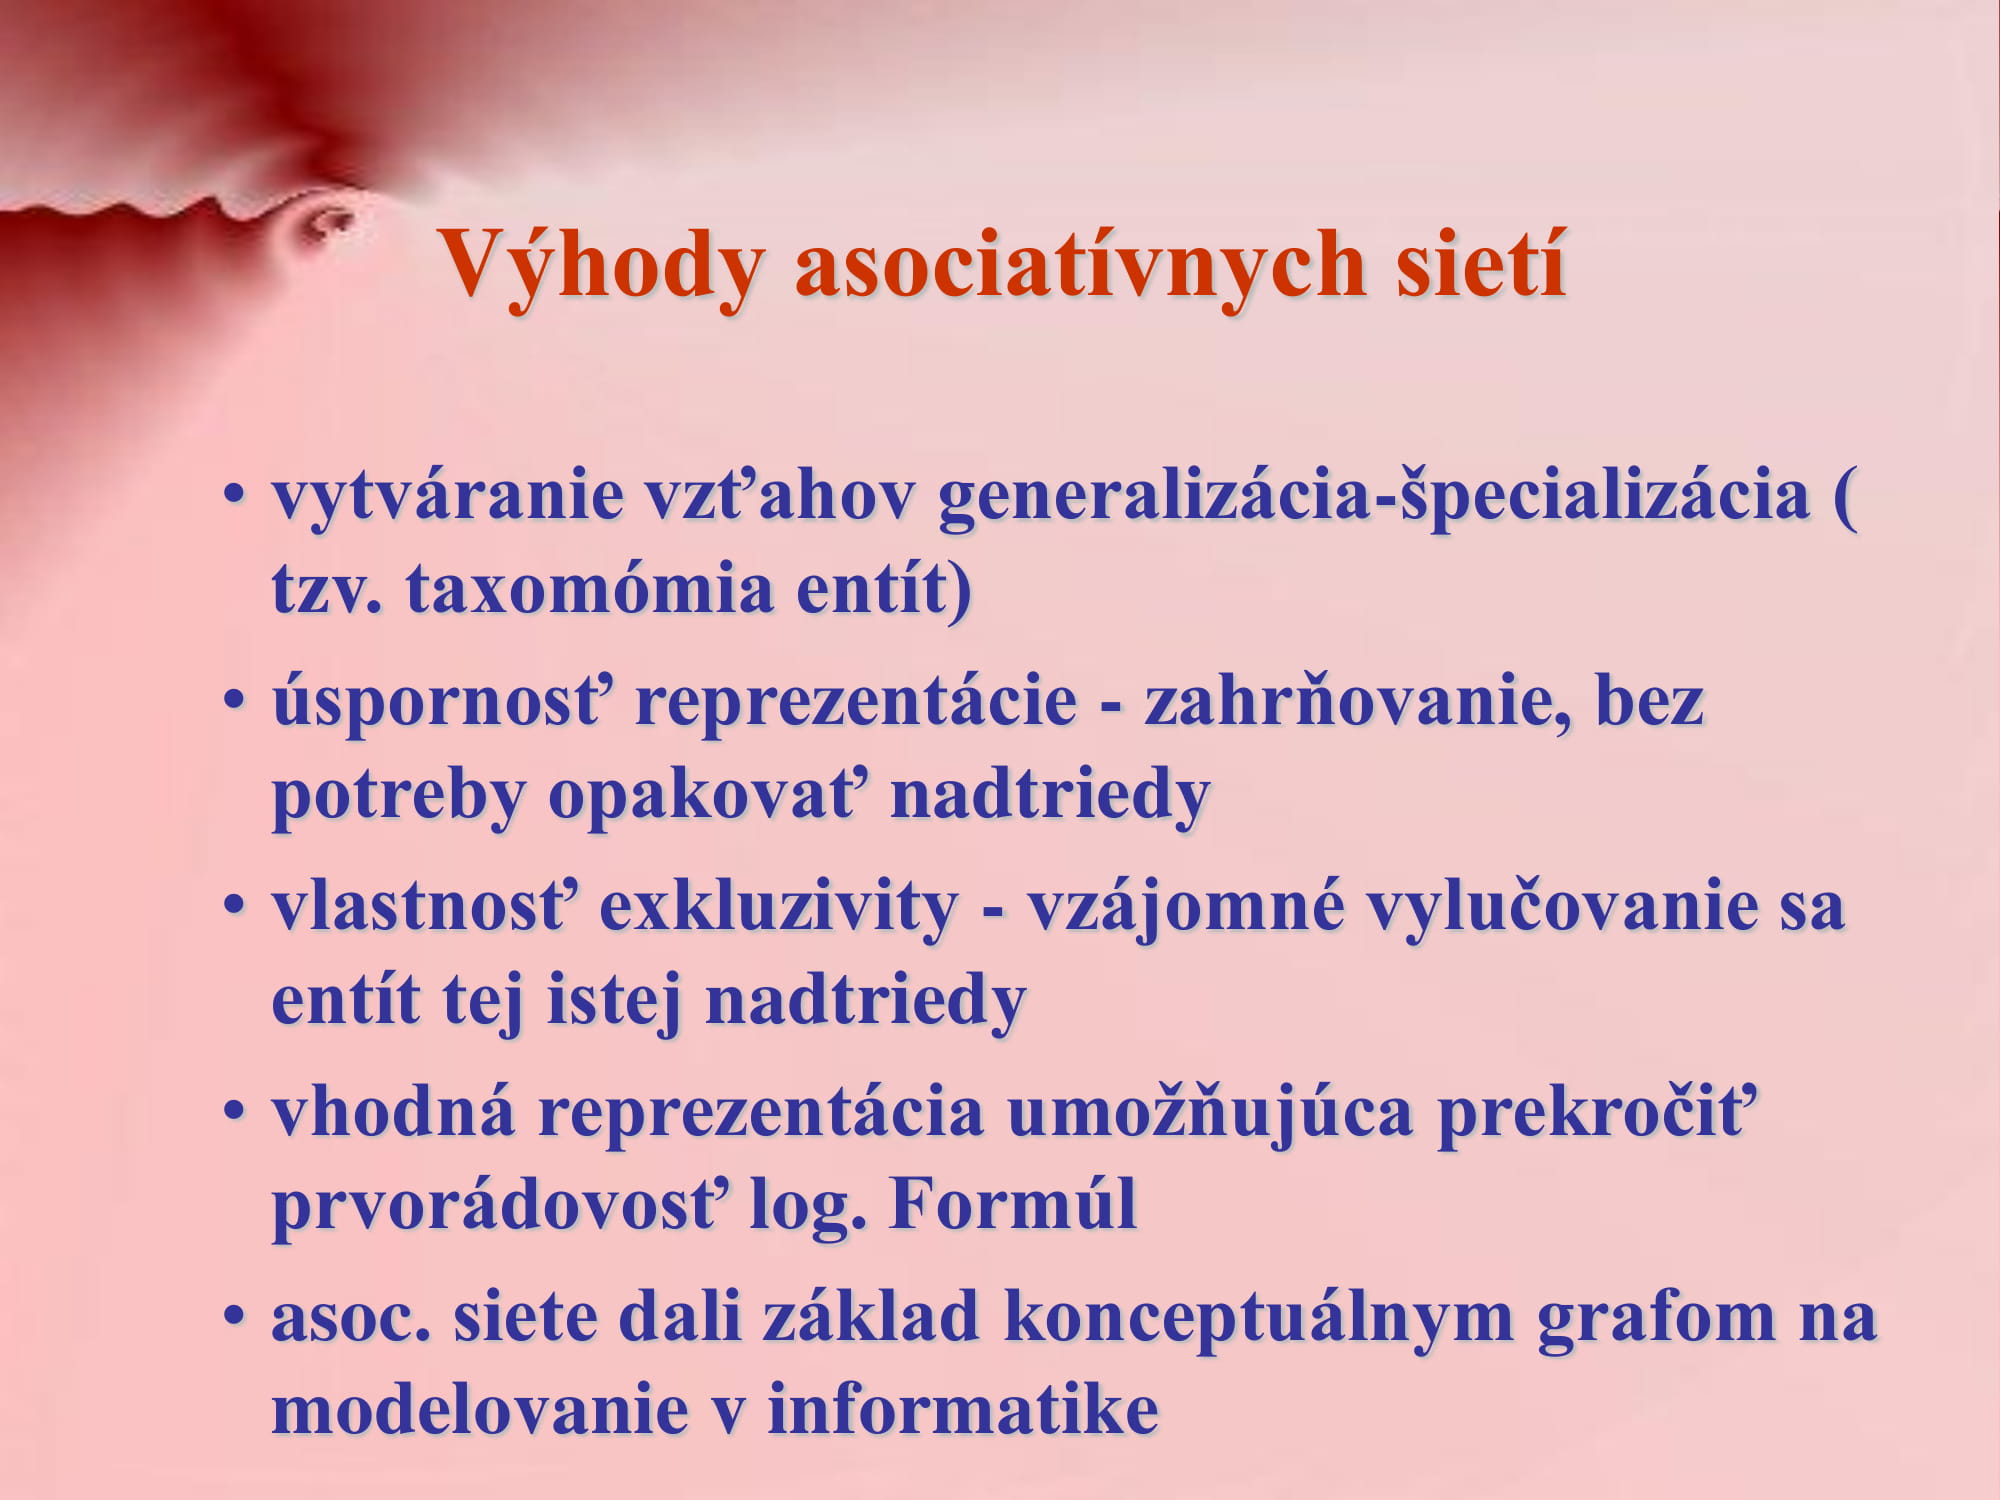 Výhody asociatívnych sietí
• vytváranie vzťahov generalizácia-špecializácia (
tzv. taxomómia entít)
• úspornosť reprezentácie - zahrňovanie, bez
potreby opakovať nadtriedy
• vlastnosť exkluzivity - vzájomné vylučovanie sa
entít tej istej nadtriedy
• vhodná reprezentácia umožňujúca prekročiť
prvorádovosť log. Formúl
• asoc. siete dali základ konceptuálnym grafom na
modelovanie v informatike